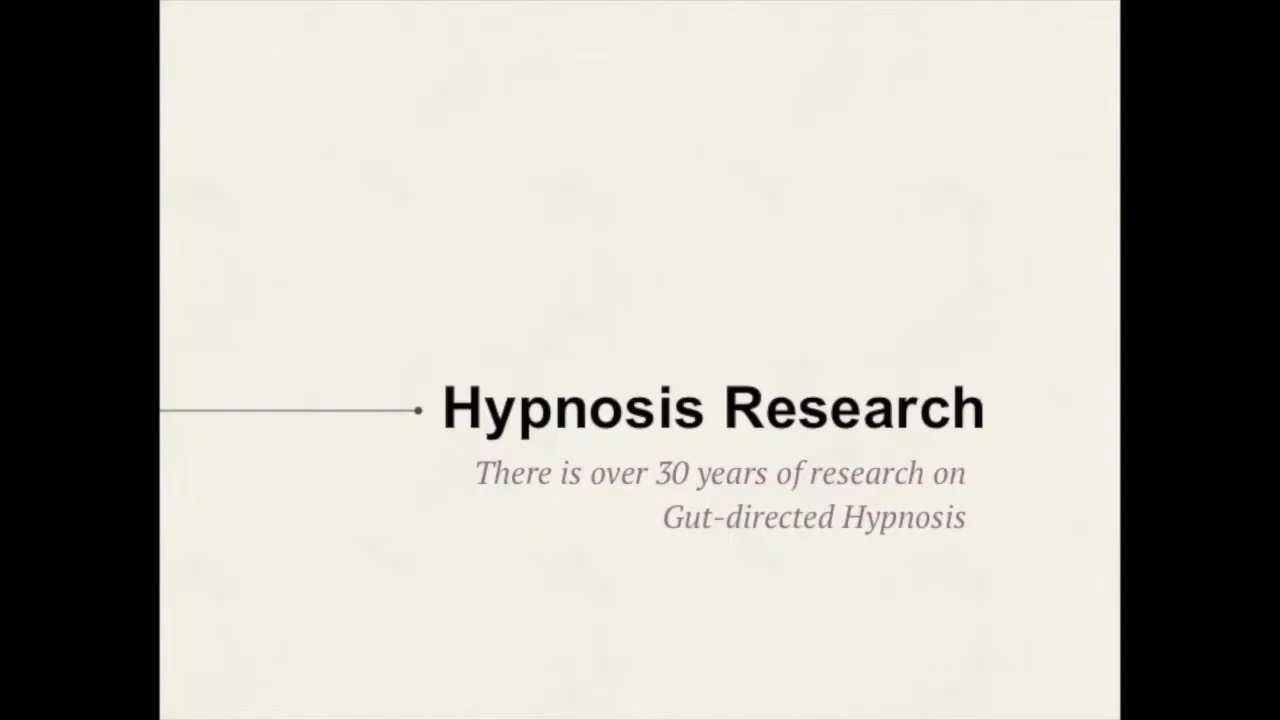 Hypnosis Research
There is over 30 years of research on
Gut-directed Hypnosis